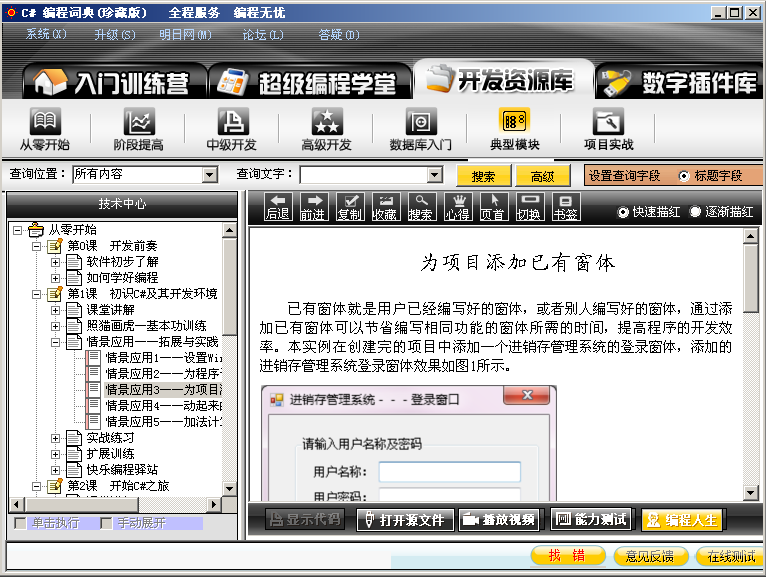 C# 编程词典(珍藏版) 全程服务 编程无忧
系统(X) 升级(S) 明日网(M) 论坛(L) 答疑(D)
入门训练营 超级编程学堂 开发资源库 数字插件库
从零开始 阶段提高 中级开发 高级开发 数据库入门 典型模块 项目实战
查询位置： 所有内容 查询文字： 搜索 高级 设置查询字段 标题字段
技术中心
后退 前进 复制 收藏 搜索 心得 页首 切换 书签 快速描红 逐渐描红
从零开始
第0课 开发前奏
软件初步了解
如何学好编程
第1课 初识C#及其开发环境
课堂讲解
照猫画虎—基本功训练
情景应用——拓展与实践
情景应用1——设置Wi
情景应用2——为程序
情景应用3——为项目
情景应用4——动起来
情景应用5——加法计
实战练习
扩展训练
快乐编程驿站
第2课 开始C#之旅
单击执行 手动展开
为项目添加已有窗体
已有窗体就是用户已经编写好的窗体，或者别人编写好的窗体，通过添
加已有窗体可以节省编写相同功能的窗体所需的时间，提高程序的开发效
率。本实例在创建完的项目中添加一个进销存管理系统的登录窗体，添加的
进销存管理系统登录窗体效果如图1所示。
进销存管理系统 - - - 登录窗口
请输入用户名称及密码
用户名称：
用户密码：
显示代码 打开源文件 播放视频 能力测试 编程人生
找 错 意见反馈 在线测试